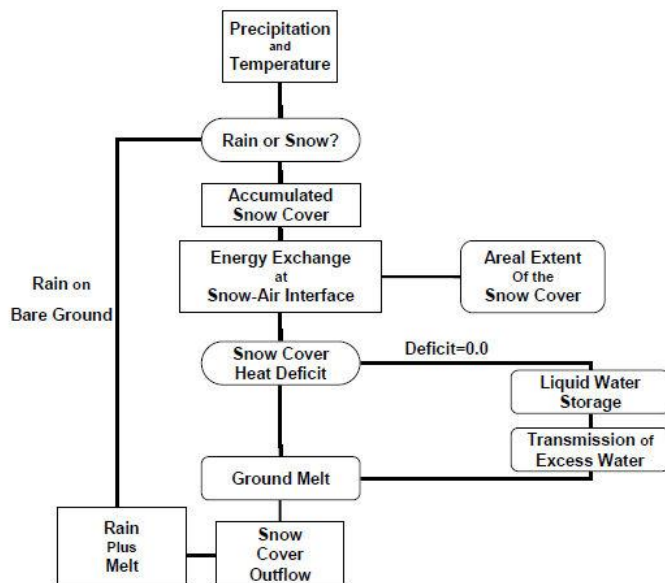 Precipitation
and
Temperature
Rain or Snow?
Accumulated
Snow Cover
Energy Exchange
at
Snow-Air Interface
Areal Extent
Of the
Snow Cover
Rain on
Bare Ground
Snow Cover
Heat Deficit
Deficit=0.0
Liquid Water
Storage
Transmission of
Excess Water
Ground Melt
Rain
Plus
Melt
Snow
Cover
Outflow